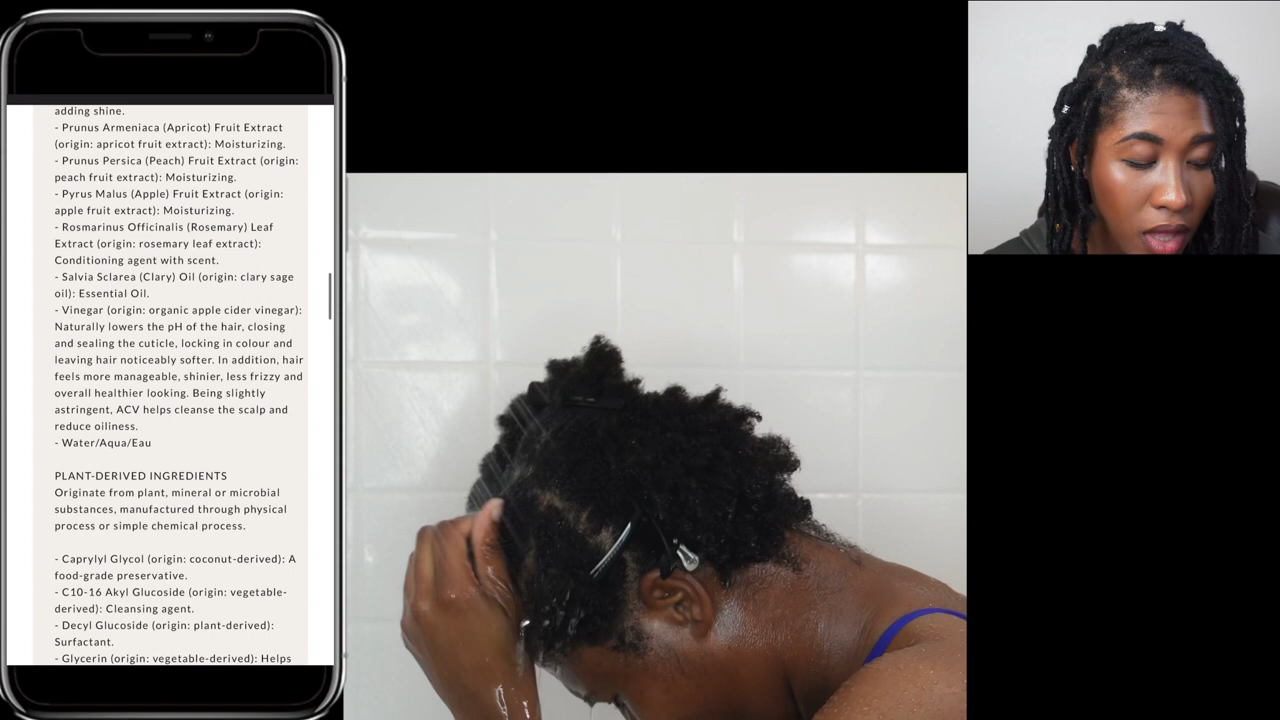 adding shine.
- Prunus Armeniaca (Apricot) Fruit Extract
(origin: apricot fruit extract): Moisturizing.
- Prunus Persica (Peach) Fruit Extract (origin:
peach fruit extract): Moisturizing.
- Pyrus Malus (Apple) Fruit Extract (origin:
apple fruit extract): Moisturizing.
- Rosmarinus Officinalis (Rosemary) Leaf
Extract (origin: rosemary leaf extract):
Conditioning agent with scent.
- Salvia Sclarea (Clary) Oil (origin: clary sage
oil): Essential Oil.
- Vinegar (origin: organic apple cider vinegar):
Naturally lowers the pH of the hair, closing
and sealing the cuticle, locking in colour and
leaving hair noticeably softer. In addition, hair
feels more manageable, shinier, less frizzy and
overall healthier looking. Being slightly
astringent, ACV helps cleanse the scalp and
reduce oiliness.
- Water/Aqua/Eau
PLANT-DERIVED INGREDIENTS
Originate from plant, mineral or microbial
substances, manufactured through physical
process or simple chemical process.
- Caprylyl Glycol (origin: coconut-derived): A
food-grade preservative.
- C10-16 Akyl Glucoside (origin: vegetable-
derived): Cleansing agent.
- Decyl Glucoside (origin: plant-derived):
Surfactant.
- Glycerin (origin: vegetable-derived): Helps